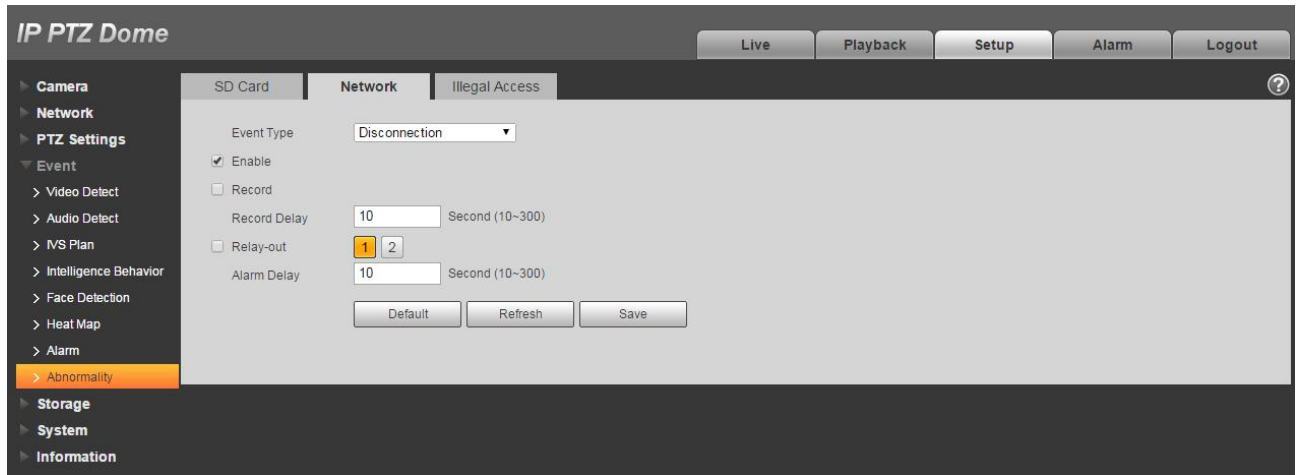 IP PTZ Dome
Live Playback Setup Alarm Logout
Camera
Network
PTZ Settings
Event
> Video Detect
> Audio Detect
> IVS Plan
> Intelligence Behavior
> Face Detection
> Heat Map
> Alarm
> Abnormality
Storage
System
Information
SD Card Network Illegal Access ?
Event Type Disconnection
Enable
Record
Record Delay 10 Second (10~300)
Relay-out 1 2
Alarm Delay 10 Second (10~300)
Default Refresh Save